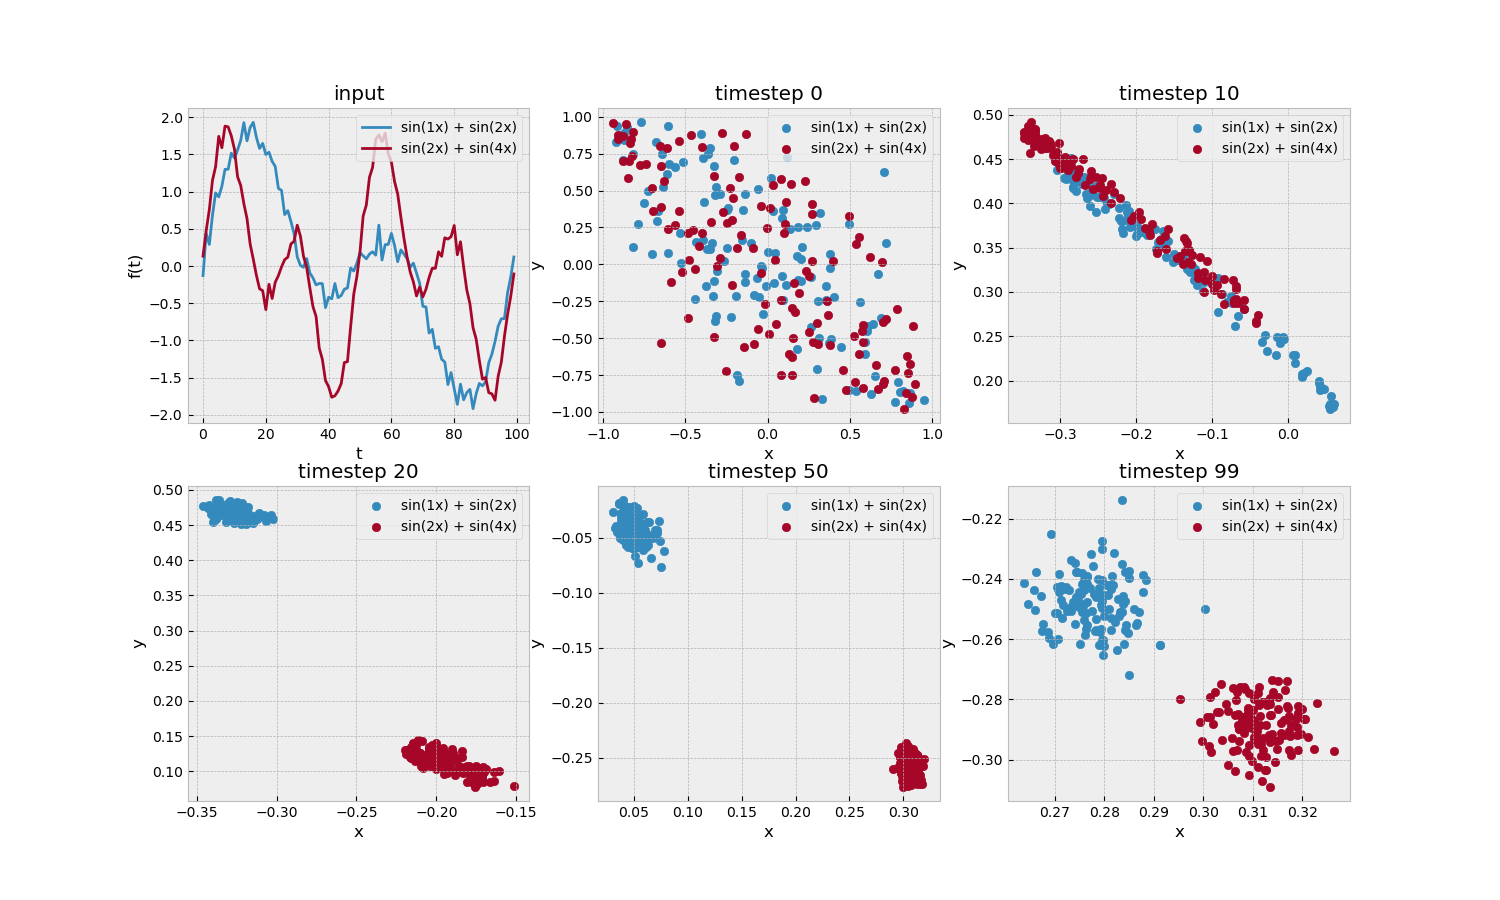 input
2.0
1.5
1.0
0.5
0.0
−0.5
−1.0
−1.5
−2.0
f(t)
sin(1x) + sin(2x)
sin(2x) + sin(4x)
0 20 40 60 80 100
t
timestep 0
1.00
0.75
0.50
0.25
0.00
−0.25
−0.50
−0.75
−1.00
y
sin(1x) + sin(2x)
sin(2x) + sin(4x)
−1.0 −0.5 0.0 0.5 1.0
x
timestep 10
0.50
0.45
0.40
0.35
0.30
0.25
0.20
y
sin(1x) + sin(2x)
sin(2x) + sin(4x)
−0.3 −0.2 −0.1 0.0
x
timestep 20
0.50
0.45
0.40
0.35
0.30
0.25
0.20
0.15
0.10
y
sin(1x) + sin(2x)
sin(2x) + sin(4x)
−0.35 −0.30 −0.25 −0.20 −0.15
x
timestep 50
−0.05
−0.10
−0.15
−0.20
−0.25
y
sin(1x) + sin(2x)
sin(2x) + sin(4x)
0.05 0.10 0.15 0.20 0.25 0.30
x
timestep 99
−0.22
−0.24
−0.26
−0.28
−0.30
y
sin(1x) + sin(2x)
sin(2x) + sin(4x)
0.27 0.28 0.29 0.30 0.31 0.32
x